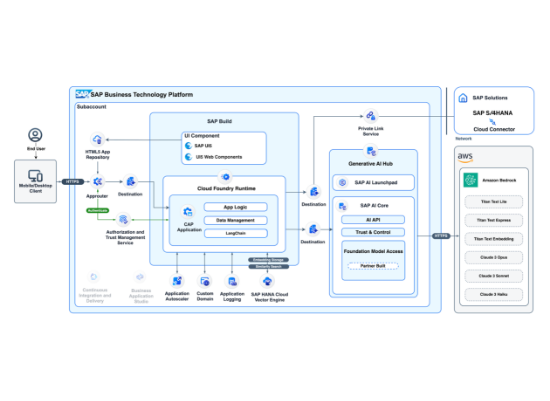 SAP SAP Business Technology Platform
Subaccount
End User
Mobile/Desktop
Client
HTTPS
HTML5 App
Repository
Approuter
Authenticate
Authorization and
Trust Management
Service
Destination
Continuous
Integration and
Delivery
Business
Application
Studio
SAP Build
UI Component
SAP UI5
UI5 Web Components
Cloud Foundry Runtime
CAP
Application
App Logic
Data Management
LangChain
Embedding Storage
Similarity Search
Application
Autoscaler
Custom
Domain
Application
Logging
SAP HANA Cloud
Vector Engine
Destination
Destination
Private Link
Service
Generative AI Hub
SAP AI Launchpad
SAP AI Core
AI API
Trust & Control
Foundation Model Access
Partner Built
SAP Solutions
SAP S/4HANA
Cloud Connector
Network
HTTPS
aws
Amazon Bedrock
Titan Text Lite
Titan Text Express
Titan Text Embedding
Claude 3 Opus
Claude 3 Sonnet
Claude 3 Haiku